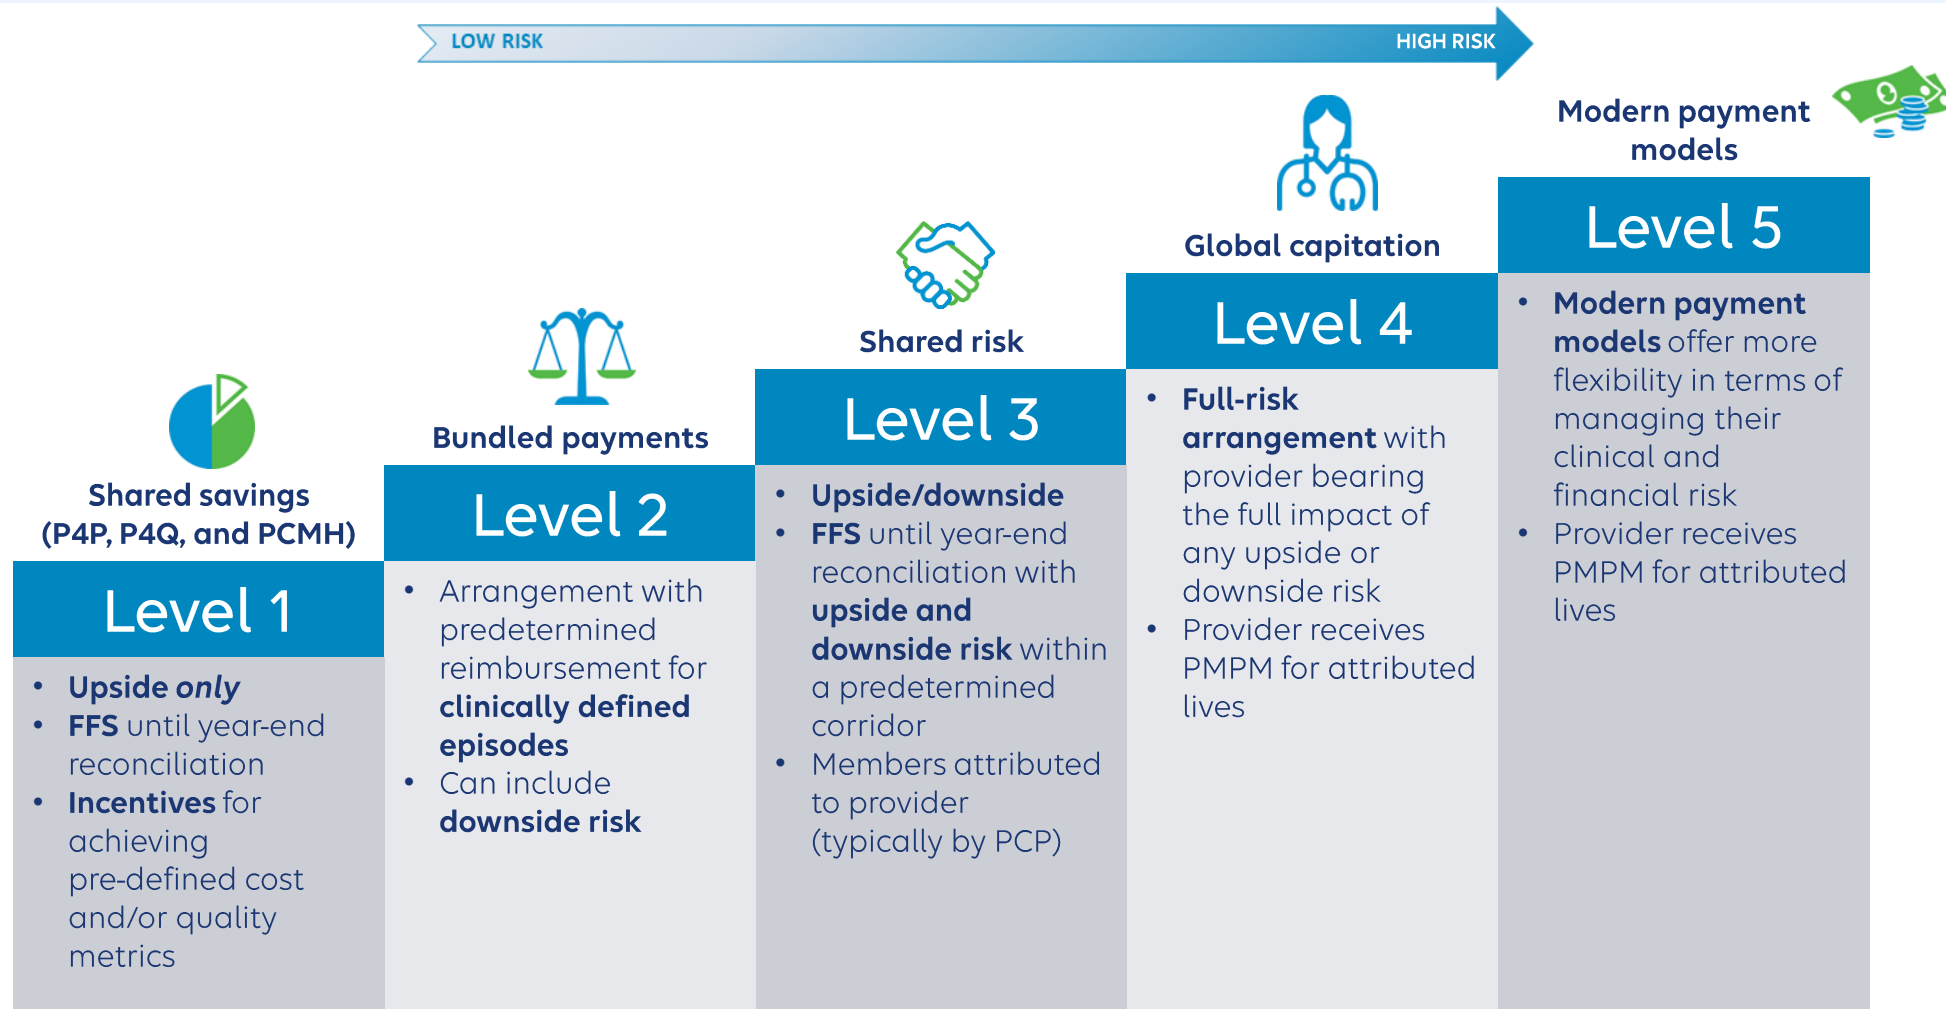 LOW RISK
HIGH RISK
Shared savings
(P4P, P4Q, and PCMH)
Level 1
• Upside only
• FFS until year-end
reconciliation
• Incentives for
achieving
pre-defined cost
and/or quality
metrics
Bundled payments
Level 2
• Arrangement with
predetermined
reimbursement for
clinically defined
episodes
• Can include
downside risk
Shared risk
Level 3
• Upside/downside
• FFS until year-end
reconciliation with
upside and
downside risk within
a predetermined
corridor
• Members attributed
to provider
(typically by PCP)
Global capitation
Level 4
• Full-risk
arrangement with
provider bearing
the full impact of
any upside or
downside risk
• Provider receives
PMPM for attributed
lives
Modern payment
models
Level 5
• Modern payment
models offer more
flexibility in terms of
managing their
clinical and
financial risk
• Provider receives
PMPM for attributed
lives